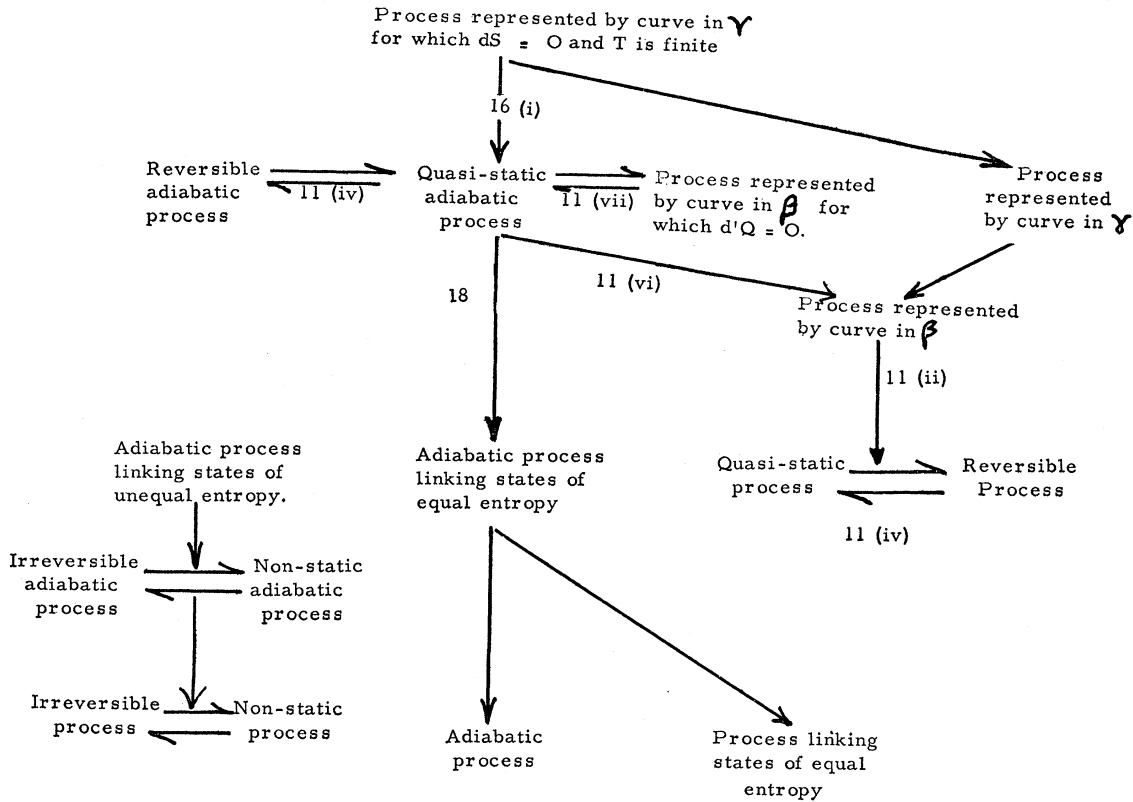 Process represented by curve in γ
for which dS = O and T is finite
16 (i)
Reversible
adiabatic
process
11 (iv)
Quasi-static
adiabatic
process
11 (vii)
Process represented
by curve in β for
which d'Q = O.
Process
represented
by curve in γ
18
11 (vi)
Process represented
by curve in β
11 (ii)
Adiabatic process
linking states of
unequal entropy.
Adiabatic process
linking states of
equal entropy
Quasi-static
process
Reversible
Process
11 (iv)
Irreversible
adiabatic
process
Non-static
adiabatic
process
Irreversible
process
Non-static
process
Adiabatic
process
Process linking
states of equal
entropy